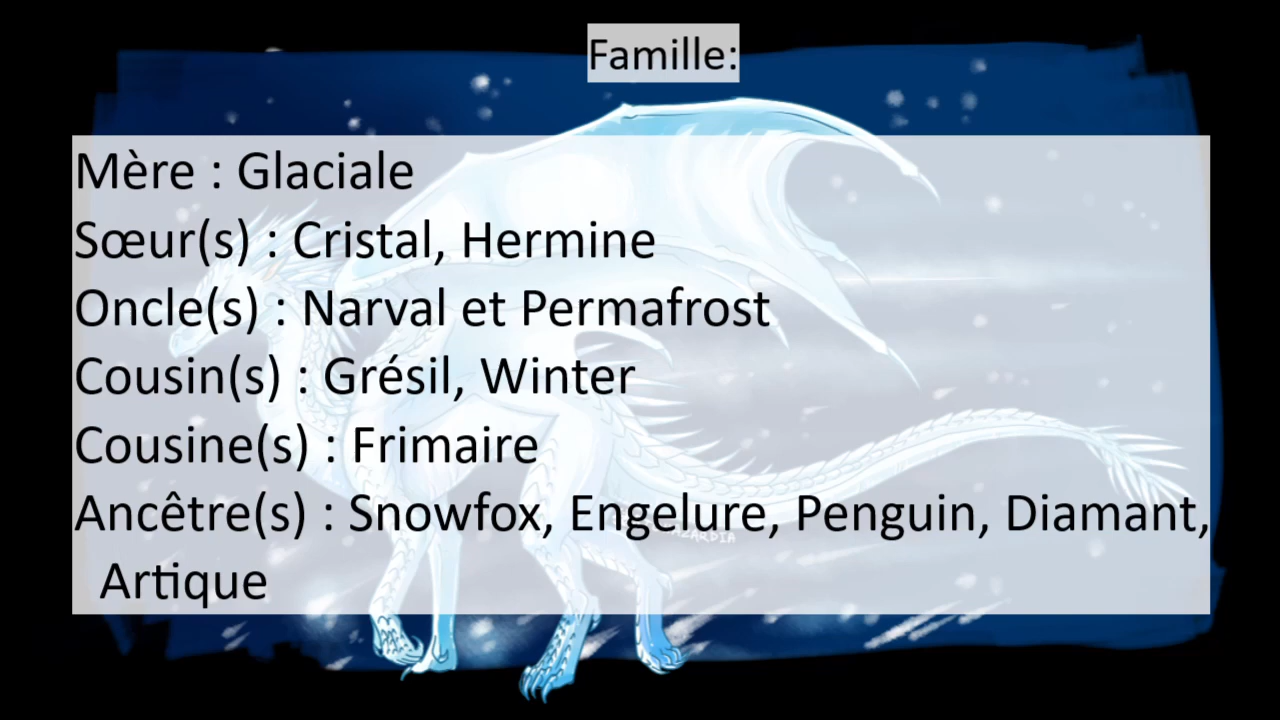 Famille:
Mère : Glaciale
Sœur(s) : Cristal, Hermine
Oncle(s) : Narval et Permafrost
Cousin(s) : Grésil, Winter
Cousine(s) : Frimaire
Ancêtre(s) : Snowfox, Engelure, Penguin, Diamant,
Artique